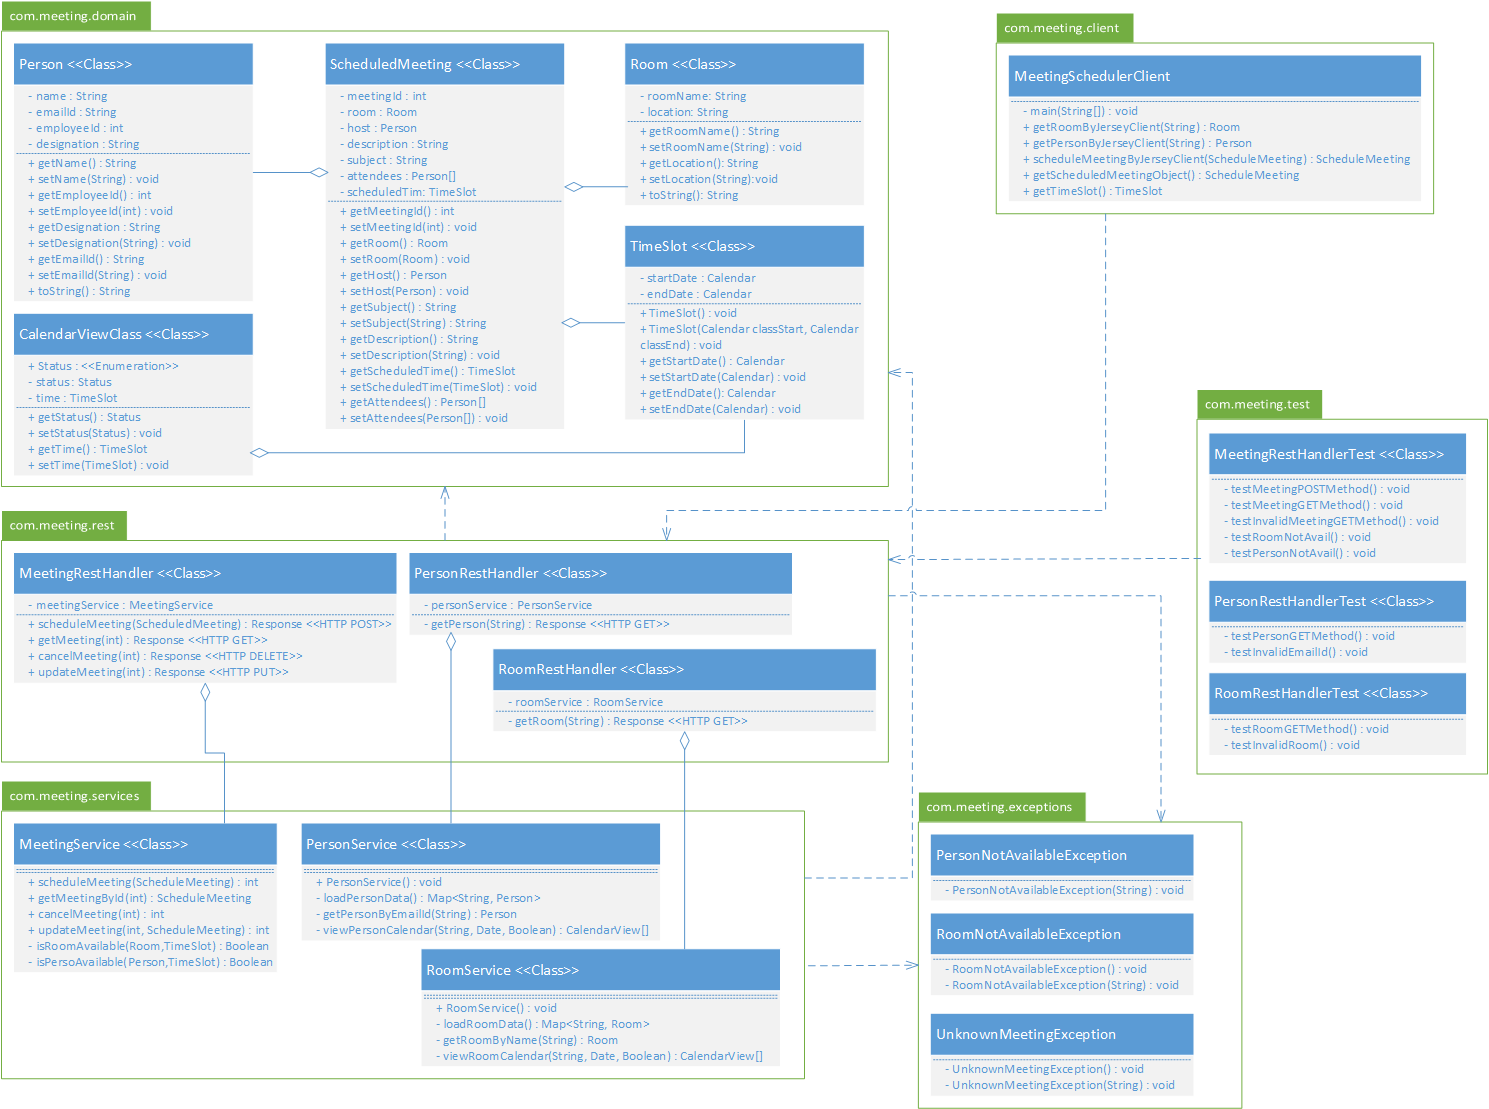 com.meeting.domain
Person <<Class>>
- name : String
- emailId : String
- employeeId : int
- designation : String
+ getName() : String
+ setName(String) : void
+ getEmployeeId() : int
+ setEmployeeId(int) : void
+ getDesignation : String
+ setDesignation(String) : void
+ getEmailId() : String
+ setEmailId(String) : void
+ toString() : String
CalendarViewClass <<Class>>
+ Status : <<Enumeration>>
- status : Status
- time : TimeSlot
+ getStatus() : Status
+ setStatus(Status) : void
+ getTime() : TimeSlot
+ setTime(TimeSlot) : void
ScheduledMeeting <<Class>>
- meetingId : int
- room : Room
- host : Person
- description : String
- subject : String
- attendees : Person[]
- scheduledTim: TimeSlot
+ getMeetingId() : int
+ setMeetingId(int) : void
+ getRoom() : Room
+ setRoom(Room) : void
+ getHost() : Person
+ setHost(Person) : void
+ getSubject() : String
+ setSubject(String) : String
+ getDescription() : String
+ setDescription(String) : void
+ getScheduledTime() : TimeSlot
+ setScheduledTime(TimeSlot) : void
+ getAttendees() : Person[]
+ setAttendees(Person[]) : void
Room <<Class>>
- roomName: String
- location: String
+ getRoomName() : String
+ setRoomName(String) : void
+ getLocation(): String
+ setLocation(String):void
+ toString(): String
TimeSlot <<Class>>
- startDate : Calendar
- endDate : Calendar
+ TimeSlot() : void
+ TimeSlot(Calendar classStart, Calendar
classEnd) : void
+ getStartDate() : Calendar
+ setStartDate(Calendar) : void
+ getEndDate(): Calendar
+ setEndDate(Calendar) : void
com.meeting.client
MeetingSchedulerClient
- main(String[]) : void
+ getRoomByJerseyClient(String) : Room
+ getPersonByJerseyClient(String) : Person
+ scheduleMeetingByJerseyClient(ScheduleMeeting) : ScheduleMeeting
+ getScheduledMeetingObject() : ScheduleMeeting
+ getTimeSlot() : TimeSlot
com.meeting.test
MeetingRestHandlerTest <<Class>>
- testMeetingPOSTMethod() : void
- testMeetingGETMethod() : void
- testInvalidMeetingGETMethod() : void
- testRoomNotAvail() : void
- testPersonNotAvail() : void
PersonRestHandlerTest <<Class>>
- testPersonGETMethod() : void
- testInvalidEmailId() : void
RoomRestHandlerTest <<Class>>
- testRoomGETMethod() : void
- testInvalidRoom() : void
com.meeting.rest
MeetingRestHandler <<Class>>
- meetingService : MeetingService
+ scheduleMeeting(ScheduledMeeting) : Response <<HTTP POST>>
+ getMeeting(int) : Response <<HTTP GET>>
+ cancelMeeting(int) : Response <<HTTP DELETE>>
+ updateMeeting(int) : Response <<HTTP PUT>>
PersonRestHandler <<Class>>
- personService : PersonService
- getPerson(String) : Response <<HTTP GET>>
RoomRestHandler <<Class>>
- roomService : RoomService
- getRoom(String) : Response <<HTTP GET>>
com.meeting.services
MeetingService <<Class>>
+ scheduleMeeting(ScheduleMeeting) : int
+ getMeetingById(int) : ScheduleMeeting
+ cancelMeeting(int) : int
+ updateMeeting(int, ScheduleMeeting) : int
- isRoomAvailable(Room,TimeSlot) : Boolean
- isPersoAvailable(Person,TimeSlot) : Boolean
PersonService <<Class>>
+ PersonService() : void
- loadPersonData() : Map<String, Person>
- getPersonByEmailId(String) : Person
- viewPersonCalendar(String, Date, Boolean) : CalendarView[]
RoomService <<Class>>
+ RoomService() : void
- loadRoomData() : Map<String, Room>
- getRoomByName(String) : Room
- viewRoomCalendar(String, Date, Boolean) : CalendarView[]
com.meeting.exceptions
PersonNotAvailableException
- PersonNotAvailableException(String) : void
RoomNotAvailableException
- RoomNotAvailableException() : void
- RoomNotAvailableException(String) : void
UnknownMeetingException
- UnknownMeetingException() : void
- UnknownMeetingException(String) : void